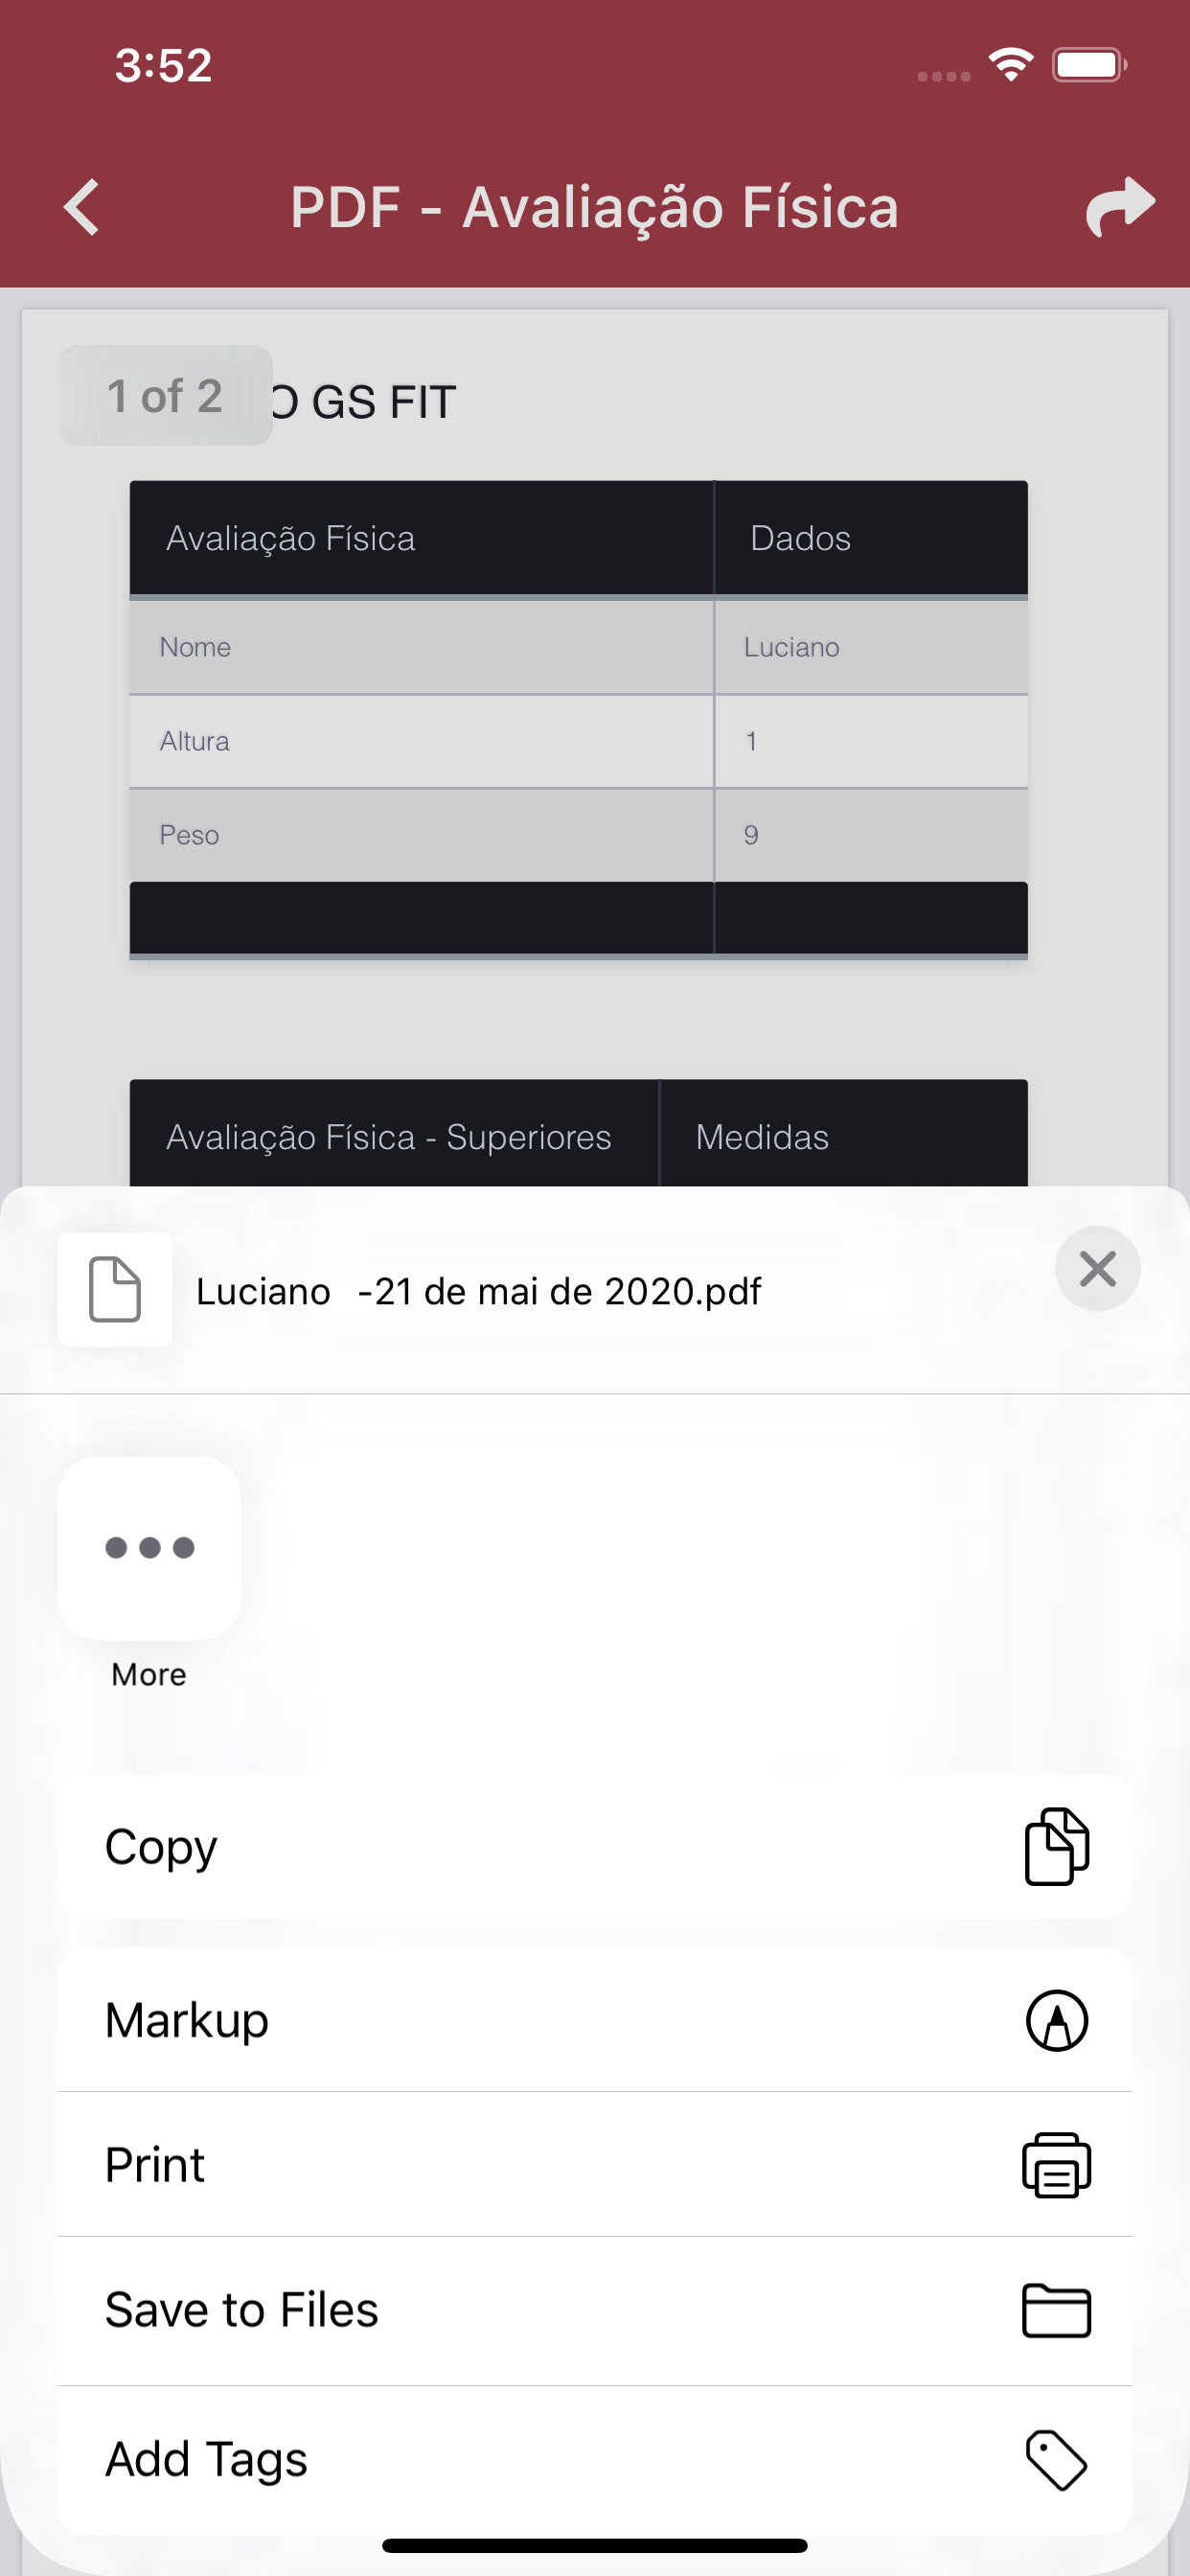 3:52
PDF - Avaliação Física
1 of 2
O GS FIT
Avaliação Física Dados
Nome Luciano
Altura 1
Peso 9
Avaliação Física - Superiores Medidas
Luciano -21 de mai de 2020.pdf
More
Copy
Markup
Print
Save to Files
Add Tags